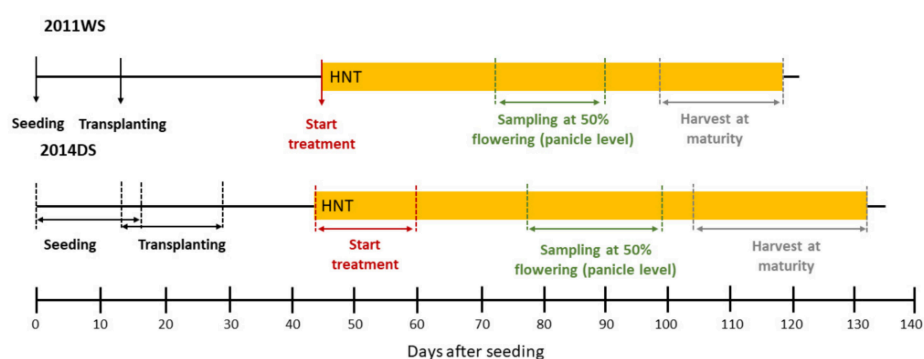 2011WS
HNT
Seeding
Transplanting
Start
treatment
Sampling at 50%
flowering (panicle level)
Harvest at
maturity
2014DS
HNT
Seeding
Transplanting
Start
treatment
Sampling at 50%
flowering (panicle level)
Harvest at
maturity
0 10 20 30 40 50 60 70 80 90 100 110 120 130 140
Days after seeding